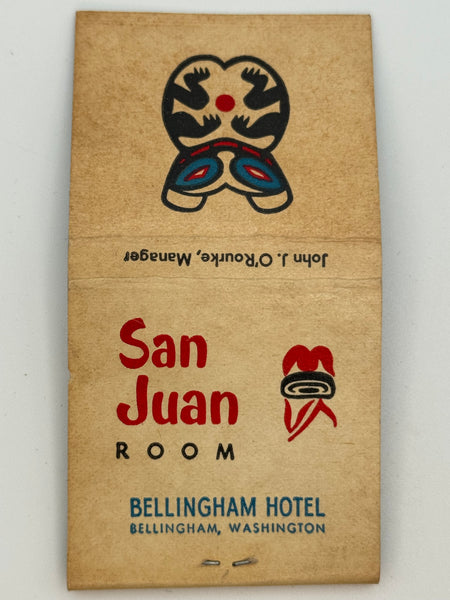 John J. O'Rourke, Manager
San
Juan
ROOM
BELLINGHAM HOTEL
BELLINGHAM, WASHINGTON